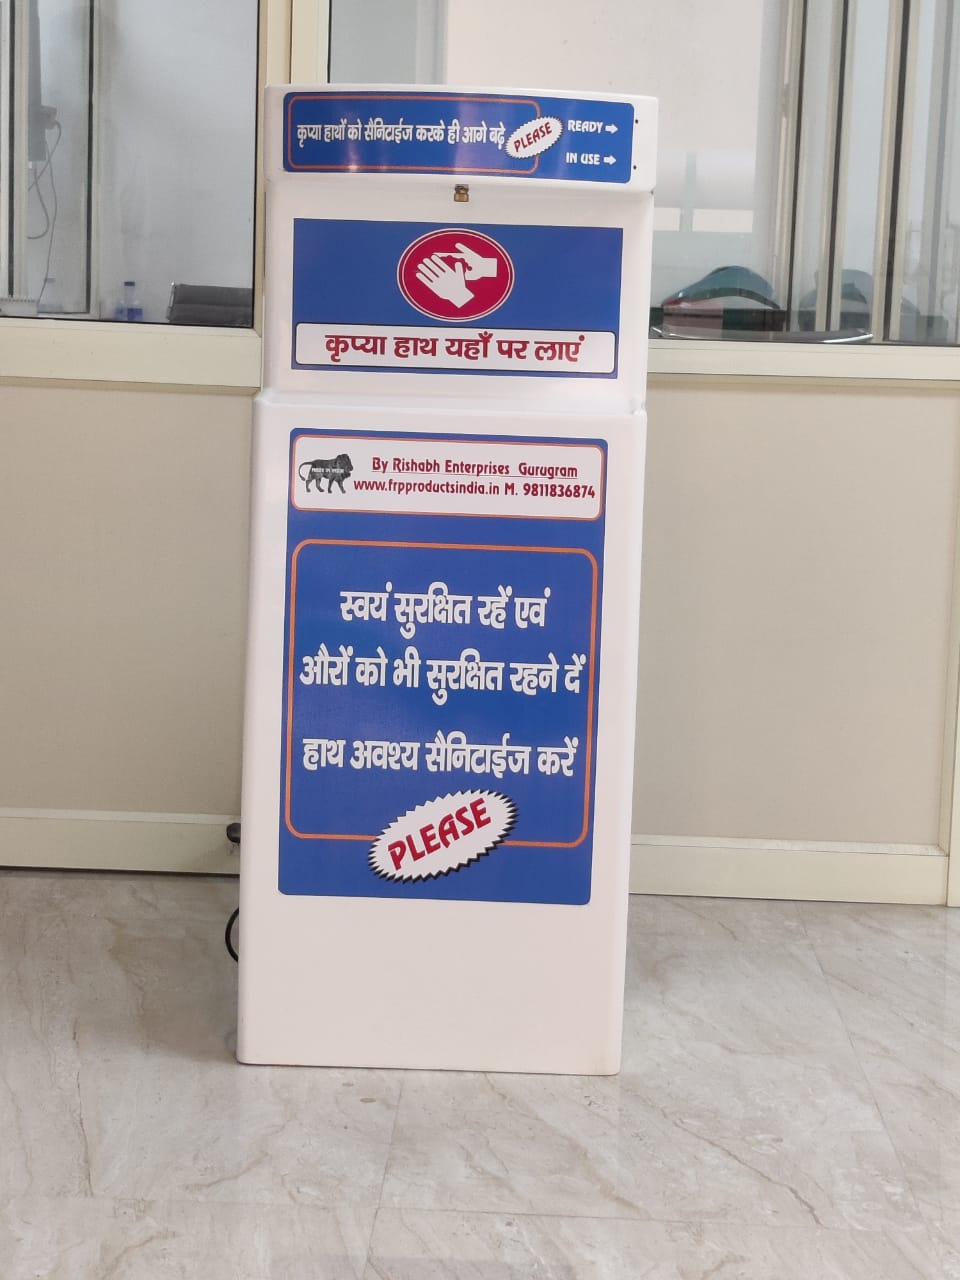 कृप्या हाथों को सैनिटाईज करके ही आगे बढ़े
PLEASE
READY
IN USE
कृप्या हाथ यहाँ पर लाएं
By Rishabh Enterprises Gurugram
www.frpproductsindia.in M. 9811836874
स्वयं सुरक्षित रहें एवं
औरों को भी सुरक्षित रहने दें
हाथ अवश्य सैनिटाईज करें
PLEASE